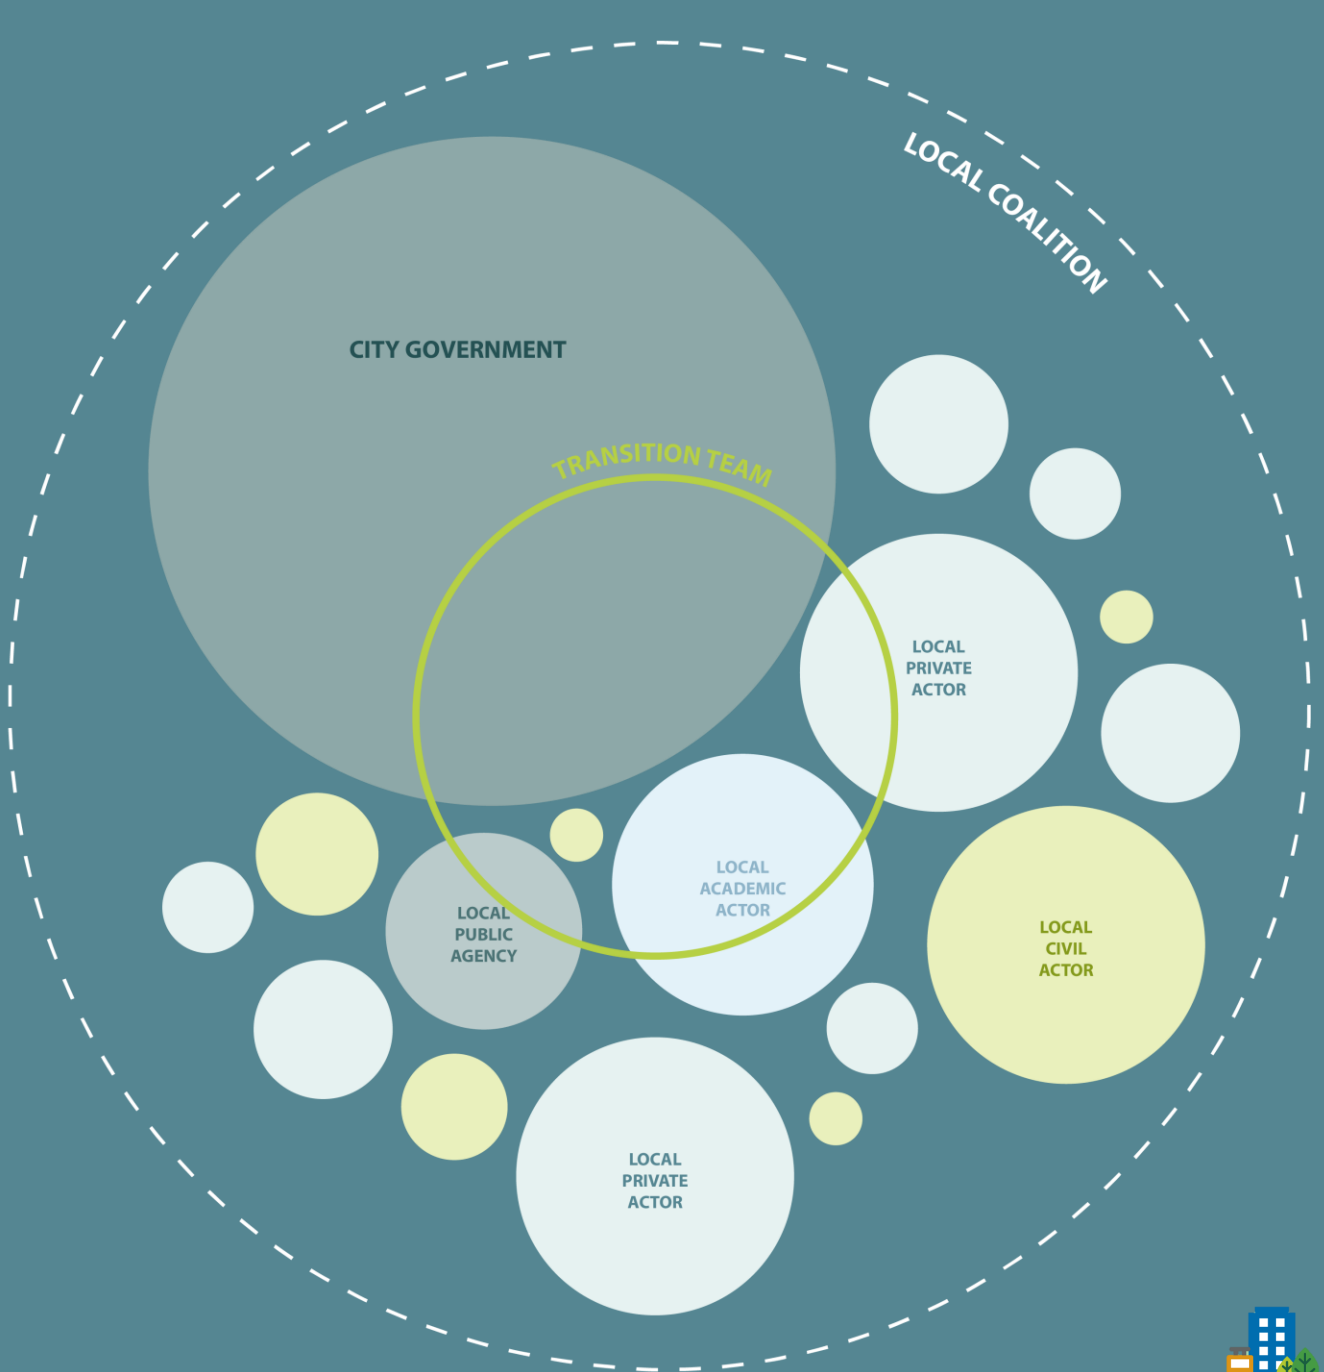 LOCAL COALITION
CITY GOVERNMENT
TRANSITION TEAM
LOCAL
PRIVATE
ACTOR
LOCAL
ACADEMIC
ACTOR
LOCAL
PUBLIC
AGENCY
LOCAL
CIVIL
ACTOR
LOCAL
PRIVATE
ACTOR